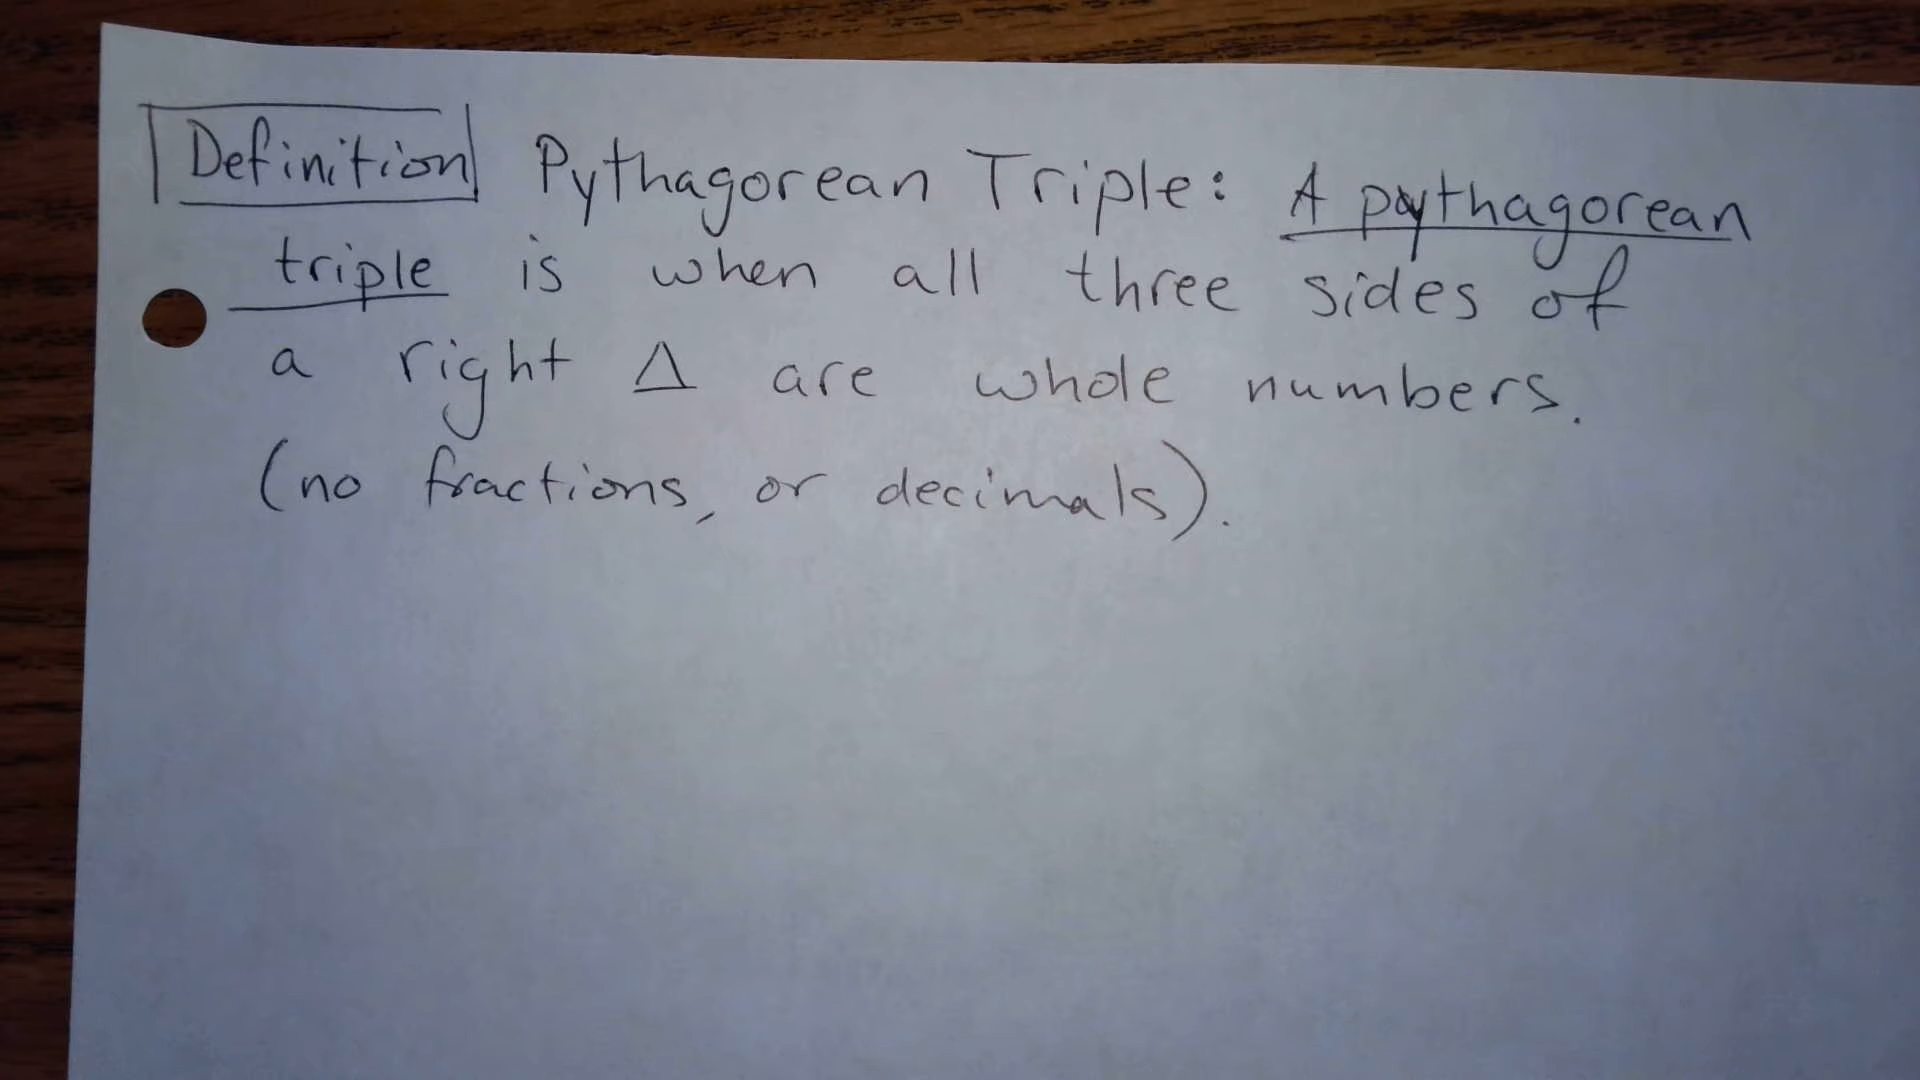 Definition Pythagorean Triple: A pythagorean
triple is when all three sides of
a right Δ are whole numbers.
(no fractions, or decimals).